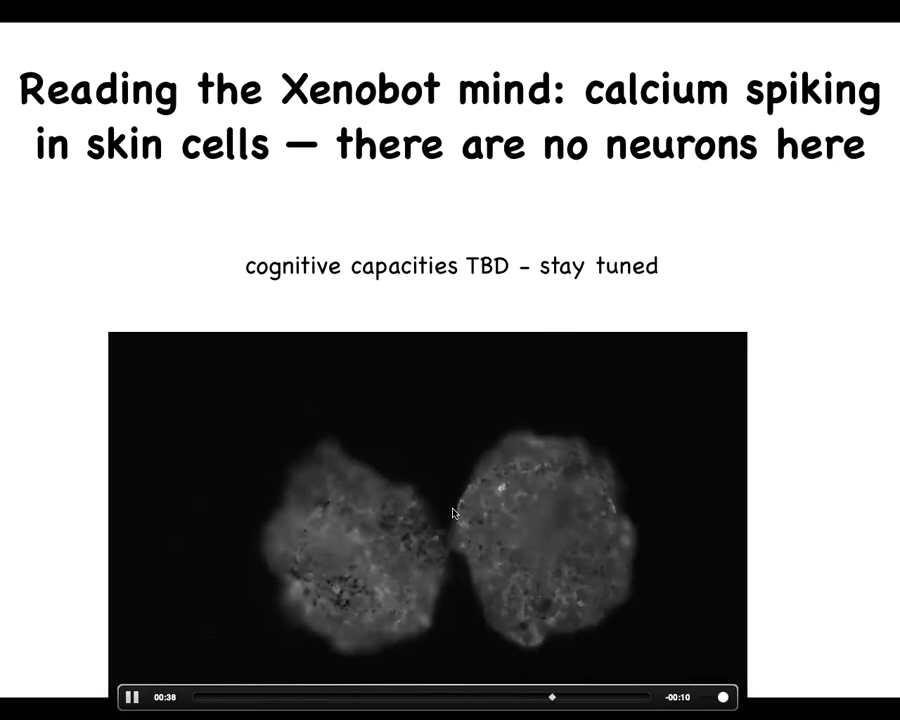 Reading the Xenobot mind: calcium spiking
in skin cells — there are no neurons here
cognitive capacities TBD - stay tuned
00:38
-00:10